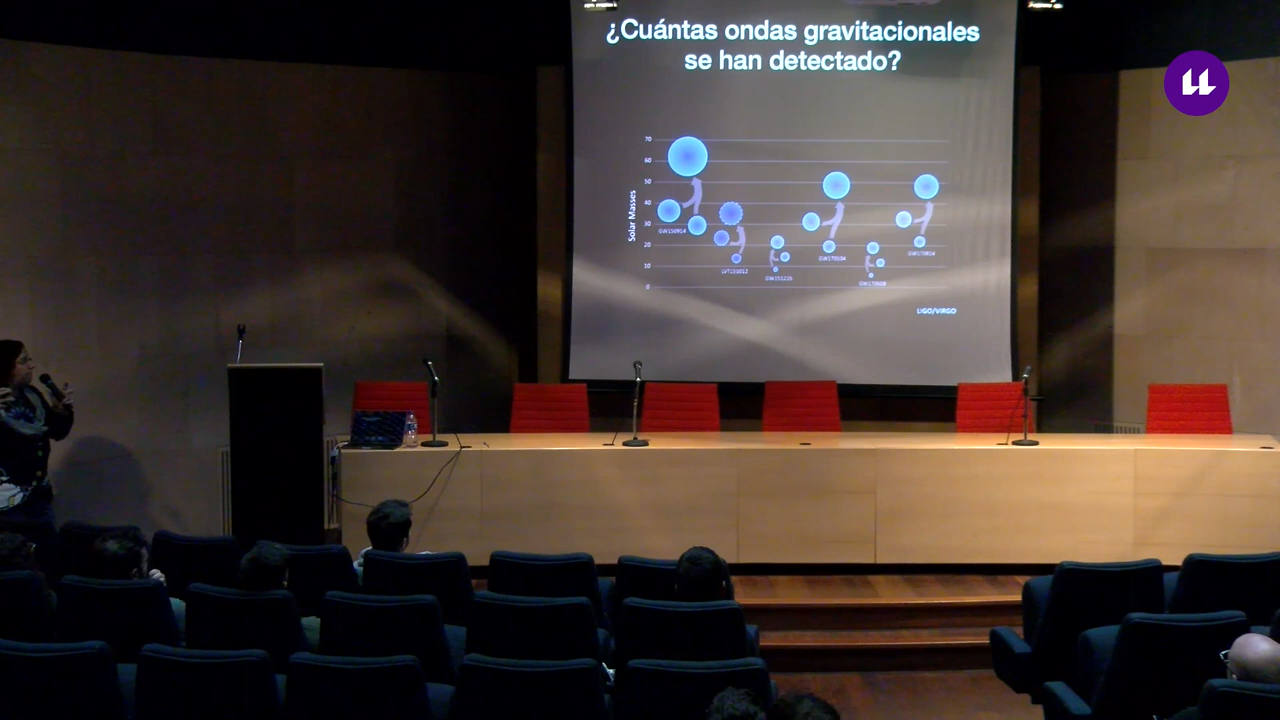 ¿Cuántas ondas gravitacionales
se han detectado?
70
60
50
40
30
20
10
0
Solar Masses
GW150914
LVT151012
GW151226
GW170104
GW170608
GW170814
LIGO/VIRGO